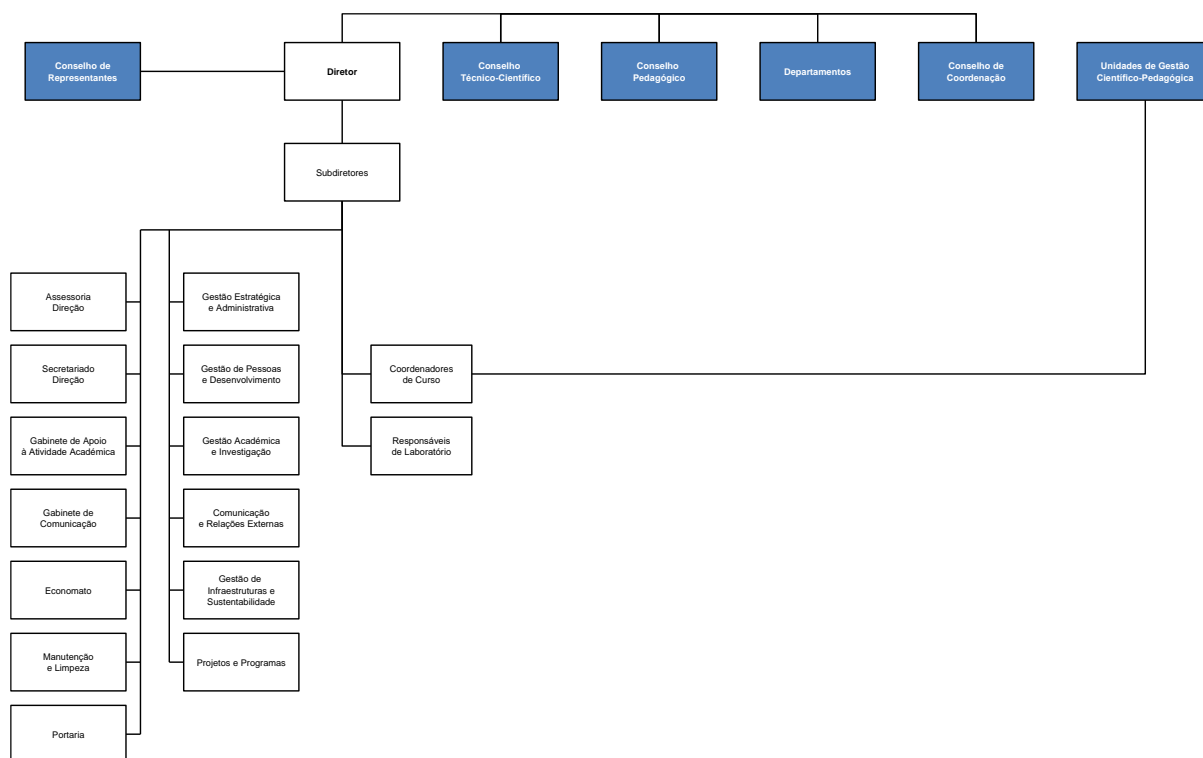 Conselho de
Representantes
Diretor
Conselho
Técnico-Científico
Conselho
Pedagógico
Departamentos
Conselho de
Coordenação
Unidades de Gestão
Científico-Pedagógica
Subdiretores
Assessoria
Direção
Gestão Estratégica
e Administrativa
Secretariado
Direção
Gestão de Pessoas
e Desenvolvimento
Coordenadores
de Curso
Gabinete de Apoio
à Atividade Académica
Gestão Académica
e Investigação
Responsáveis
de Laboratório
Gabinete de
Comunicação
Comunicação
e Relações Externas
Economato
Gestão de
Infraestruturas e
Sustentabilidade
Manutenção
e Limpeza
Projetos e Programas
Portaria